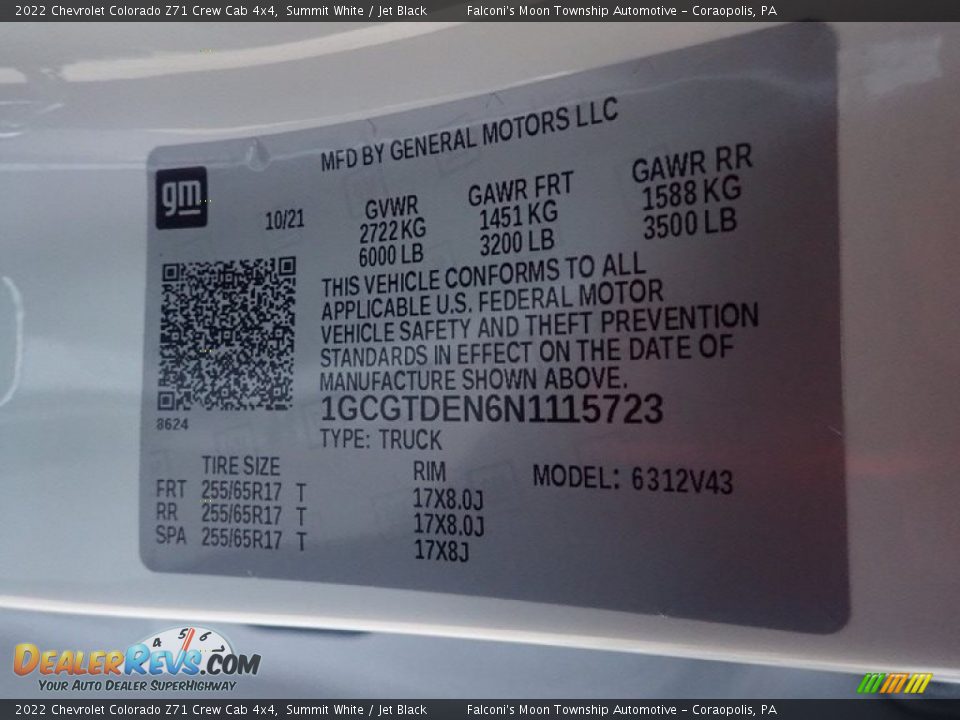 2022 Chevrolet Colorado Z71 Crew Cab 4x4, Summit White / Jet Black Falconi's Moon Township Automotive - Coraopolis, PA
MFD BY GENERAL MOTORS LLC
gm
10/21
GVWR
2722 KG
6000 LB
GAWR FRT
1451 KG
3200 LB
GAWR RR
1588 KG
3500 LB
THIS VEHICLE CONFORMS TO ALL
APPLICABLE U.S. FEDERAL MOTOR
VEHICLE SAFETY AND THEFT PREVENTION
STANDARDS IN EFFECT ON THE DATE OF
MANUFACTURE SHOWN ABOVE.
8624
1GCGTDEN6N1115723
TYPE: TRUCK
TIRE SIZE RIM MODEL: 6312V43
FRT 255/65R17 T 17X8.0J
RR 255/65R17 T 17X8.0J
SPA 255/65R17 T 17X8J
4 5 6
DealerRevs.com
Your Auto Dealer SuperHighway
2022 Chevrolet Colorado Z71 Crew Cab 4x4, Summit White / Jet Black Falconi's Moon Township Automotive - Coraopolis, PA